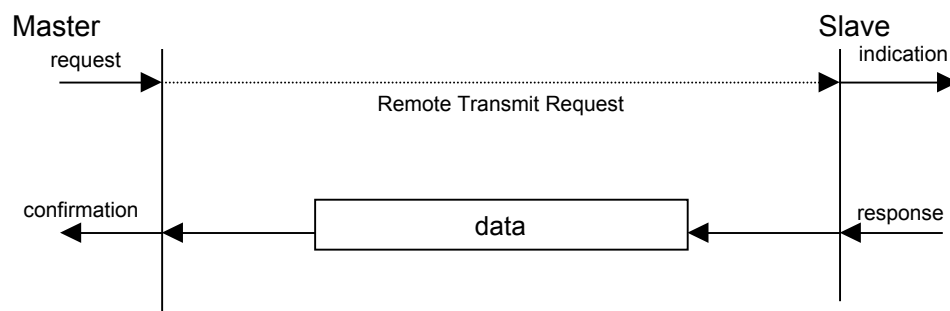 Master
Slave
request
indication
Remote Transmit Request
confirmation
data
response